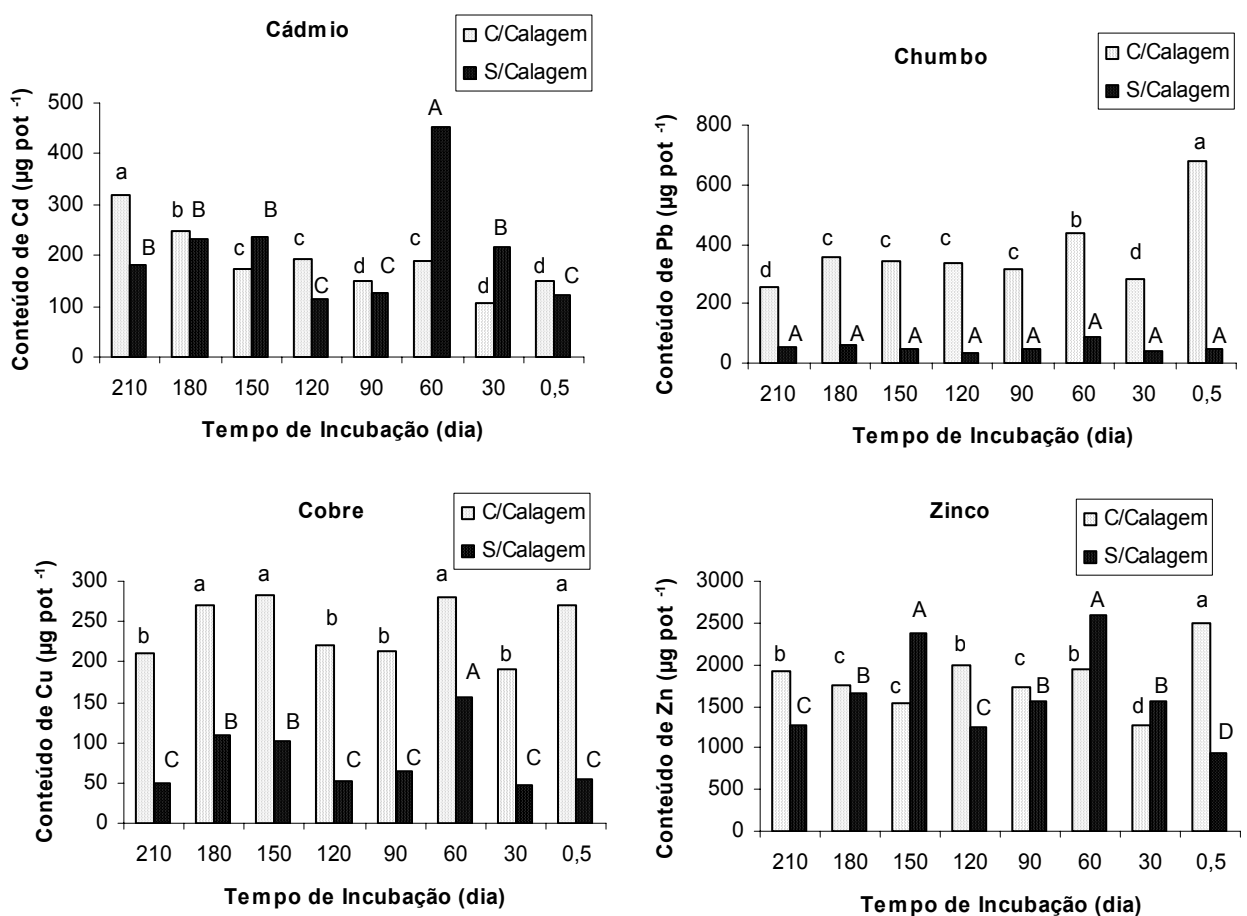 Cádmio
C/Calagem
S/Calagem
Conteúdo de Cd (µg pot -1)
500
400
300
200
100
0
a
B
b
B
c
B
c
C
d
C
c
A
d
B
d
C
210 180 150 120 90 60 30 0,5
Tempo de Incubação (dia)
Chumbo
C/Calagem
S/Calagem
Conteúdo de Pb (µg pot -1)
800
600
400
200
0
d
A
c
A
c
A
c
A
c
A
b
A
d
A
a
A
210 180 150 120 90 60 30 0,5
Tempo de Incubação (dia)
Cobre
C/Calagem
S/Calagem
Conteúdo de Cu (µg pot -1)
300
250
200
150
100
50
0
b
C
a
B
a
B
b
C
b
C
a
A
b
C
a
C
210 180 150 120 90 60 30 0,5
Tempo de Incubação (dia)
Zinco
C/Calagem
S/Calagem
Conteúdo de Zn (µg pot -1)
3000
2500
2000
1500
1000
500
0
b
C
c
B
c
A
b
C
c
B
b
A
d
B
a
D
210 180 150 120 90 60 30 0,5
Tempo de Incubação (dia)